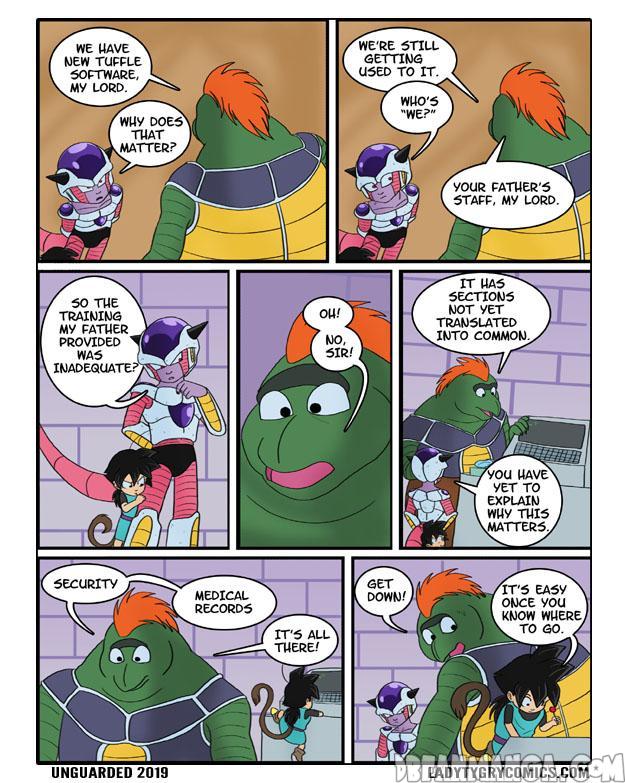 WE HAVE
NEW TUFFLE
SOFTWARE,
MY LORD.
WHY DOES
THAT
MATTER?
WE'RE STILL
GETTING
USED TO IT.
WHO'S
"WE?"
YOUR FATHER'S
STAFF, MY LORD.
SO THE
TRAINING
MY FATHER
PROVIDED
WAS
INADEQUATE?
OH!
NO,
SIR!
IT HAS
SECTIONS
NOT YET
TRANSLATED
INTO COMMON.
YOU HAVE
YET TO
EXPLAIN
WHY THIS
MATTERS.
SECURITY
MEDICAL
RECORDS
IT'S ALL
THERE!
GET
DOWN!
IT'S EASY
ONCE YOU
KNOW WHERE
TO GO.
UNGUARDED 2019
LADYTYGRYCOMICS.COM
DBFANMANGA.COM